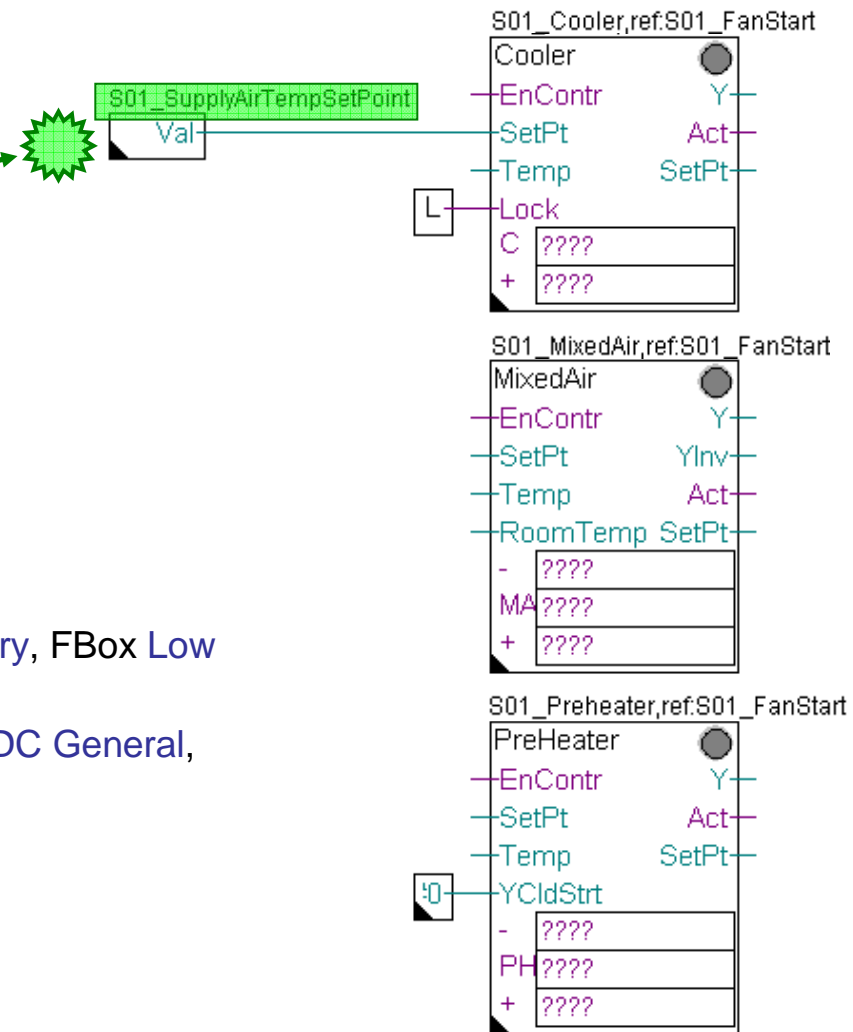 S01_Cooler,ref:S01_FanStart
Cooler
S01_SupplyAirTempSetPoint
EnContr Y
Val
SetPt Act
Temp SetPt
L
Lock
C ????
+ ????
S01_MixedAir,ref:S01_FanStart
MixedAir
EnContr Y
SetPt YInv
Temp Act
RoomTemp SetPt
- ????
MA ????
+ ????
ry, FBox Low
S01_Preheater,ref:S01_FanStart
DC General,
PreHeater
EnContr Y
SetPt Act
Temp SetPt
YCldStrt
- ????
PH ????
+ ????